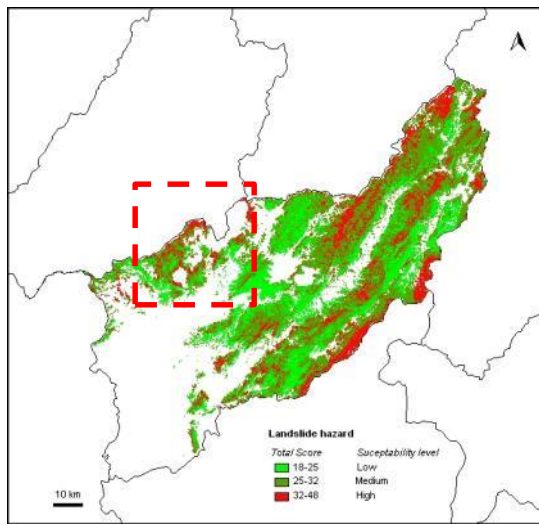 Landslide hazard
Total Score Suceptability level
18-25 Low
25-32 Medium
32-48 High
10 km